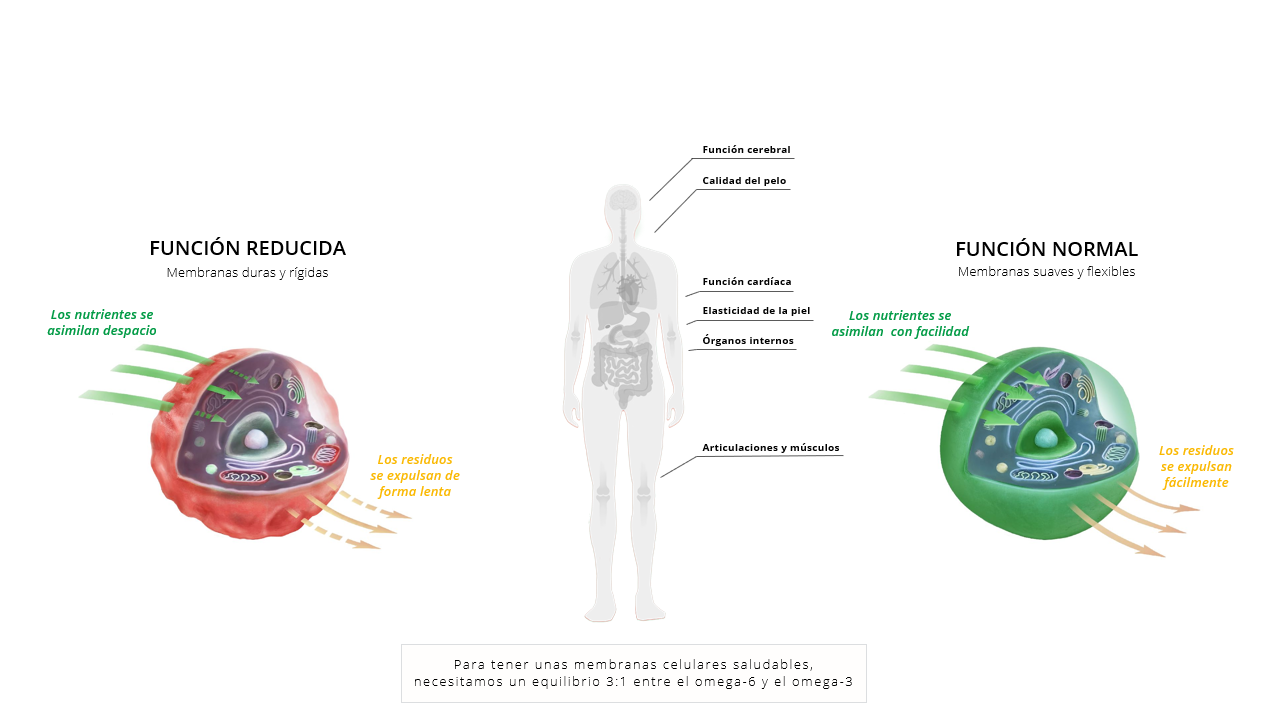 Función cerebral
Calidad del pelo
FUNCIÓN REDUCIDA
Membranas duras y rígidas
Los nutrientes se
asimilan despacio
Los residuos
se expulsan de
forma lenta
Función cardíaca
Elasticidad de la piel
Órganos internos
Articulaciones y músculos
FUNCIÓN NORMAL
Membranas suaves y flexibles
Los nutrientes se
asimilan con facilidad
Los residuos
se expulsan
fácilmente
Para tener unas membranas celulares saludables,
necesitamos un equilibrio 3:1 entre el omega-6 y el omega-3